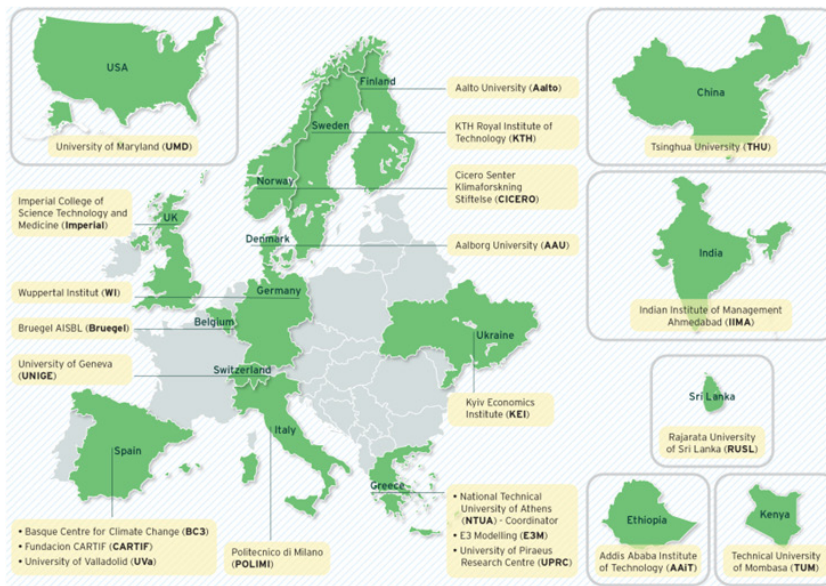 USA
University of Maryland (UMD)
Finland
Aalto University (Aalto)
Sweden
KTH Royal Institute of
Technology (KTH)
Norway
Cicero Senter
Klimaforskning
Stiftelse (CICERO)
Denmark
Aalborg University (AAU)
China
Tsinghua University (THU)
India
Indian Institute of Management
Ahmedabad (IIMA)
Imperial College of
Science Technology and
Medicine (Imperial)
UK
Wuppertal Institut (WI)
Germany
Bruegel AISBL (Bruegel)
Belgium
University of Geneva
(UNIGE)
Switzerland
Ukraine
Kyiv Economics
Institute (KEI)
Sri Lanka
Rajarata University
of Sri Lanka (RUSL)
Spain
• Basque Centre for Climate Change (BC3)
• Fundacion CARTIF (CARTIF)
• University of Valladolid (UVa)
Italy
Politecnico di Milano
(POLIMI)
Greece
• National Technical
University of Athens
(NTUA) - Coordinator
• E3 Modelling (E3M)
• University of Piraeus
Research Centre (UPRC)
Ethiopia
Addis Ababa Institute
of Technology (AAiT)
Kenya
Technical University
of Mombasa (TUM)